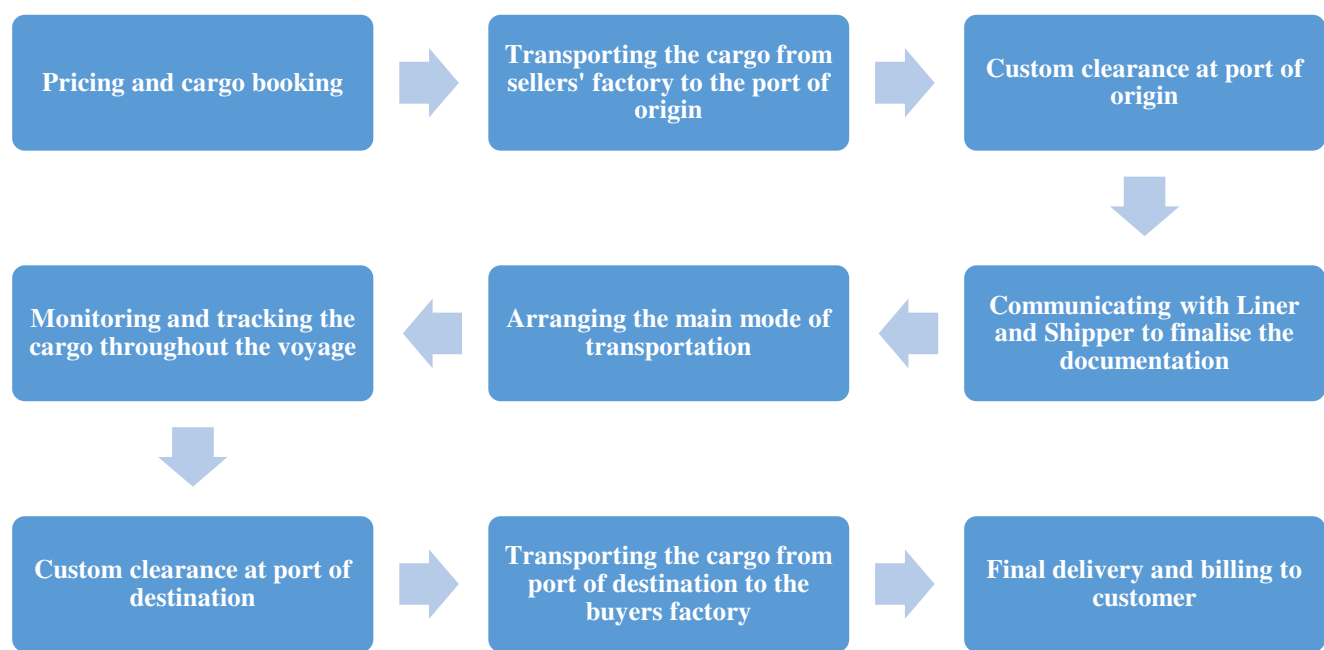 Pricing and cargo booking
Transporting the cargo from
sellers' factory to the port of
origin
Custom clearance at port of
origin
Communicating with Liner
and Shipper to finalise the
documentation
Arranging the main mode of
transportation
Monitoring and tracking the
cargo throughout the voyage
Custom clearance at port of
destination
Transporting the cargo from
port of destination to the
buyers factory
Final delivery and billing to
customer